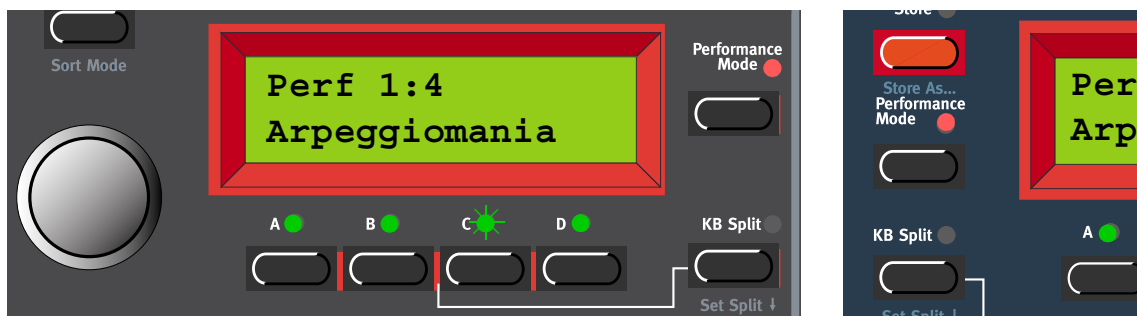 Sort Mode
Perf 1:4
Arpeggiomania
Performance
Mode
A
B
C
D
KB Split
Set Split ↓
Store
Store As...
Performance
Mode
Per
Arp
KB Split
A
Set Split ↓